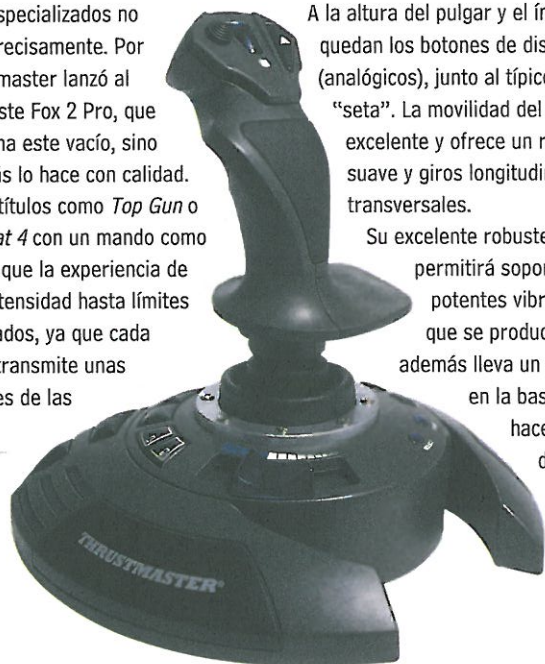 specializados no
recisamente. Por
master lanzó al
ste Fox 2 Pro, que
na este vacío, sino
ás lo hace con calidad.
títulos como Top Gun o
at 4 con un mando como
que la experiencia de
tensidad hasta límites
ados, ya que cada
transmite unas
es de las
A la altura del pulgar y el ín
quedan los botones de dis
(analógicos), junto al típic
“seta”. La movilidad del
excelente y ofrece un r
suave y giros longitudi
transversales.
Su excelente robuste
permitirá sopor
potentes vibr
que se produc
además lleva un
en la bas
hace
d
THRUSTMASTER®